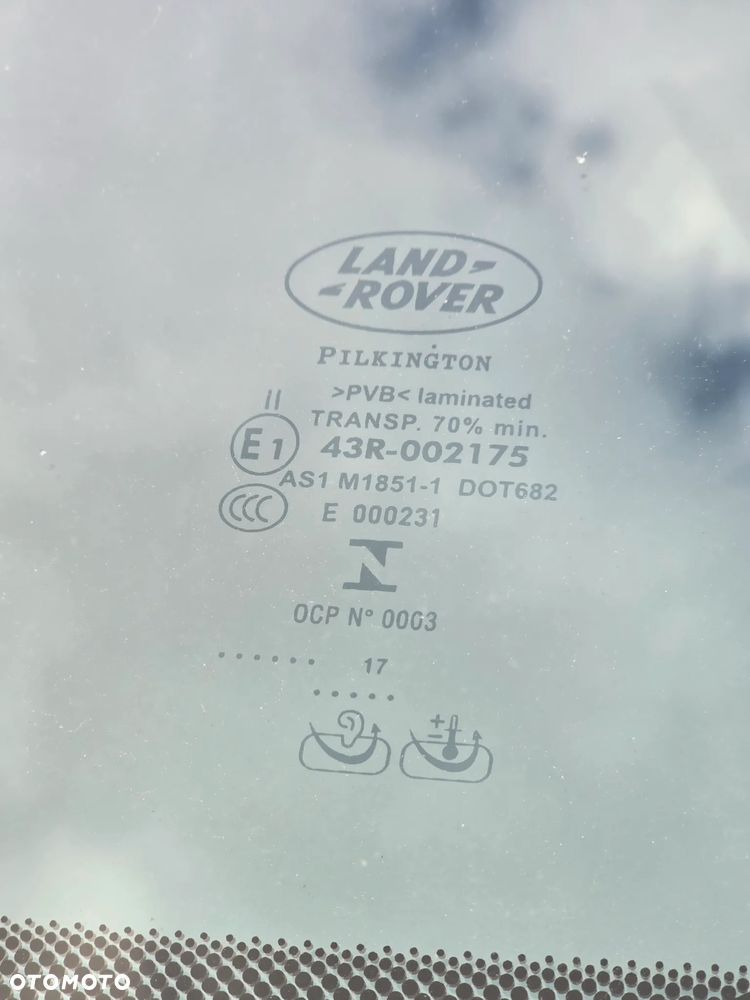 LAND
ROVER
PILKINGTON
>PVB< laminated
TRANSP. 70% min.
II
E1 43R-002175
AS1 M1851-1 DOT682
CCC E 000231
OCP N° 0003
...... 17
.....
+
−
OTOMOTO